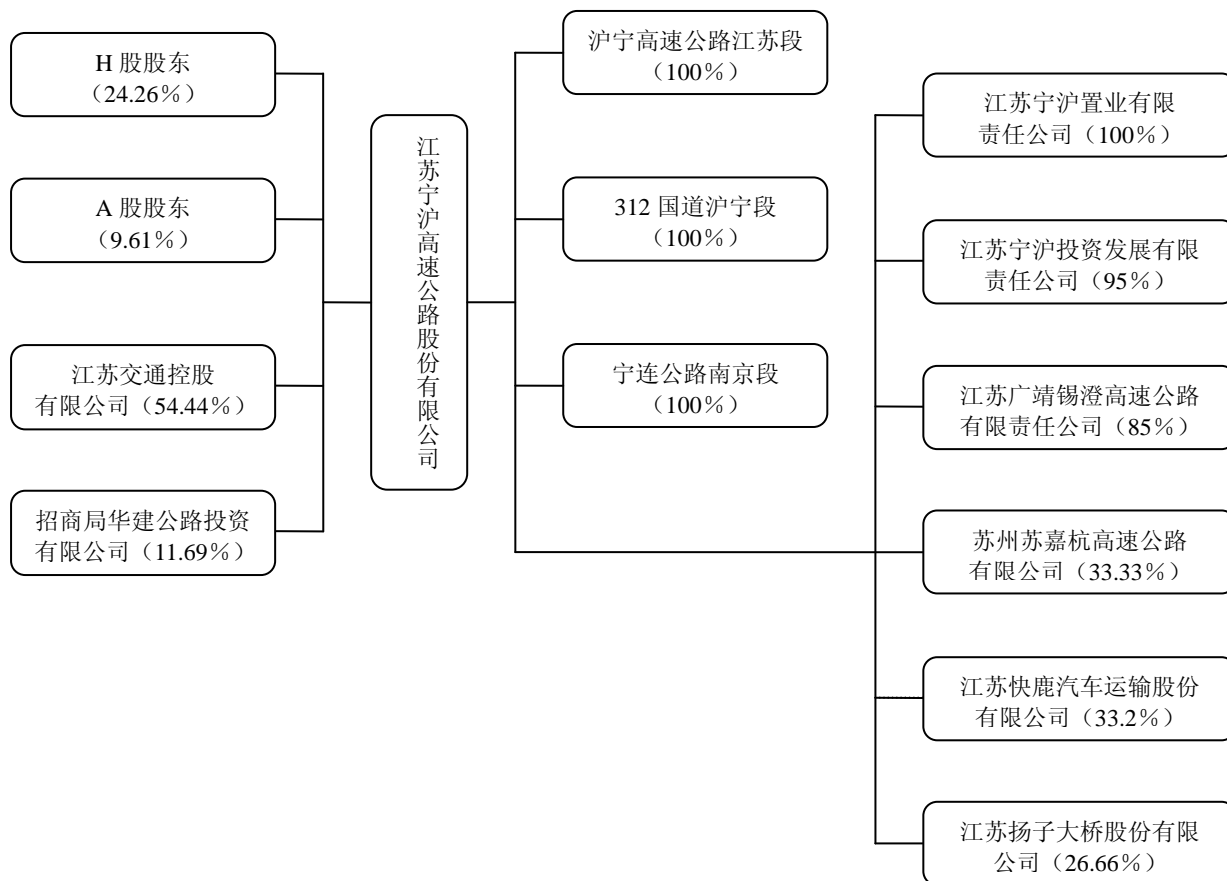 H 股股东
（24.26％）
A 股股东
（9.61％）
江苏交通控股
有限公司（54.44％）
招商局华建公路投资
有限公司（11.69％）
江苏宁沪高速公路股份有限公司
沪宁高速公路江苏段
（100％）
312 国道沪宁段
（100％）
宁连公路南京段
（100％）
江苏宁沪置业有限
责任公司（100％）
江苏宁沪投资发展有限
责任公司（95％）
江苏广靖锡澄高速公路
有限责任公司（85％）
苏州苏嘉杭高速公路
有限公司（33.33％）
江苏快鹿汽车运输股份
有限公司（33.2％）
江苏扬子大桥股份有限
公司（26.66％）